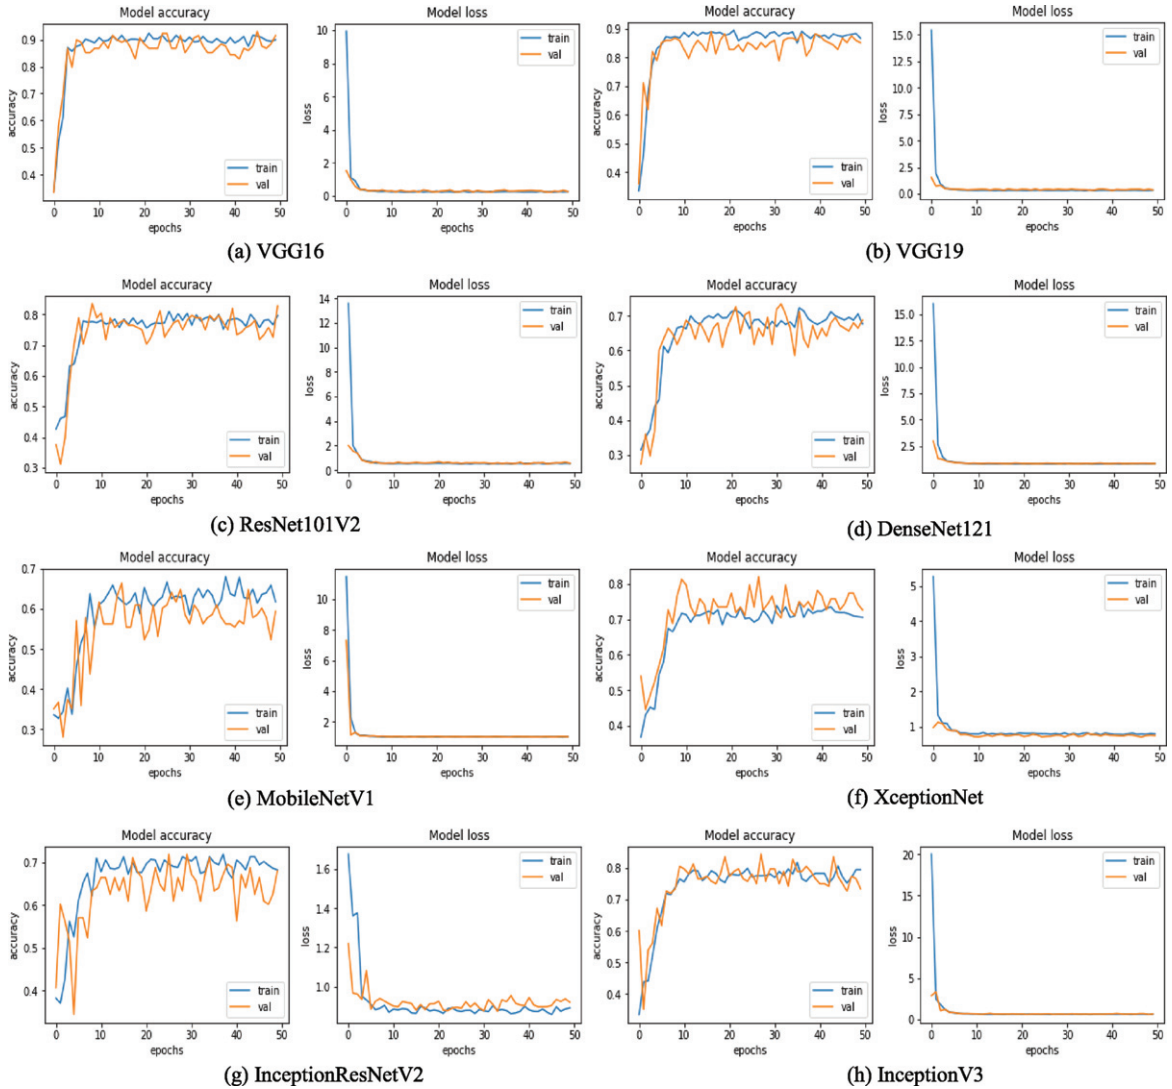 Model accuracy
accuracy
0.9
0.8
0.7
0.6
0.5
0.4
train
val
0 10 20 30 40 50
epochs
Model loss
loss
10
8
6
4
2
0
train
val
0 10 20 30 40 50
epochs
(a) VGG16
Model accuracy
accuracy
0.9
0.8
0.7
0.6
0.5
0.4
train
val
0 10 20 30 40 50
epochs
Model loss
loss
15.0
12.5
10.0
7.5
5.0
2.5
0.0
train
val
0 10 20 30 40 50
epochs
(b) VGG19
Model accuracy
accuracy
0.8
0.7
0.6
0.5
0.4
0.3
train
val
0 10 20 30 40 50
epochs
Model loss
loss
14
12
10
8
6
4
2
0
train
val
0 10 20 30 40 50
epochs
(c) ResNet101V2
Model accuracy
accuracy
0.7
0.6
0.5
0.4
0.3
train
val
0 10 20 30 40 50
epochs
Model loss
loss
15.0
12.5
10.0
7.5
5.0
2.5
train
val
0 10 20 30 40 50
epochs
(d) DenseNet121
Model accuracy
accuracy
0.7
0.6
0.5
0.4
0.3
train
val
0 10 20 30 40 50
epochs
Model loss
loss
10
8
6
4
2
train
val
0 10 20 30 40 50
epochs
(e) MobileNetV1
Model accuracy
accuracy
0.8
0.7
0.6
0.5
0.4
train
val
0 10 20 30 40 50
epochs
Model loss
loss
5
4
3
2
1
train
val
0 10 20 30 40 50
epochs
(f) XceptionNet
Model accuracy
accuracy
0.7
0.6
0.5
0.4
train
val
0 10 20 30 40 50
epochs
Model loss
loss
1.6
1.4
1.2
1.0
train
val
0 10 20 30 40 50
epochs
(g) InceptionResNetV2
Model accuracy
accuracy
0.8
0.7
0.6
0.5
0.4
train
val
0 10 20 30 40 50
epochs
Model loss
loss
20
15
10
5
0
train
val
0 10 20 30 40 50
epochs
(h) InceptionV3